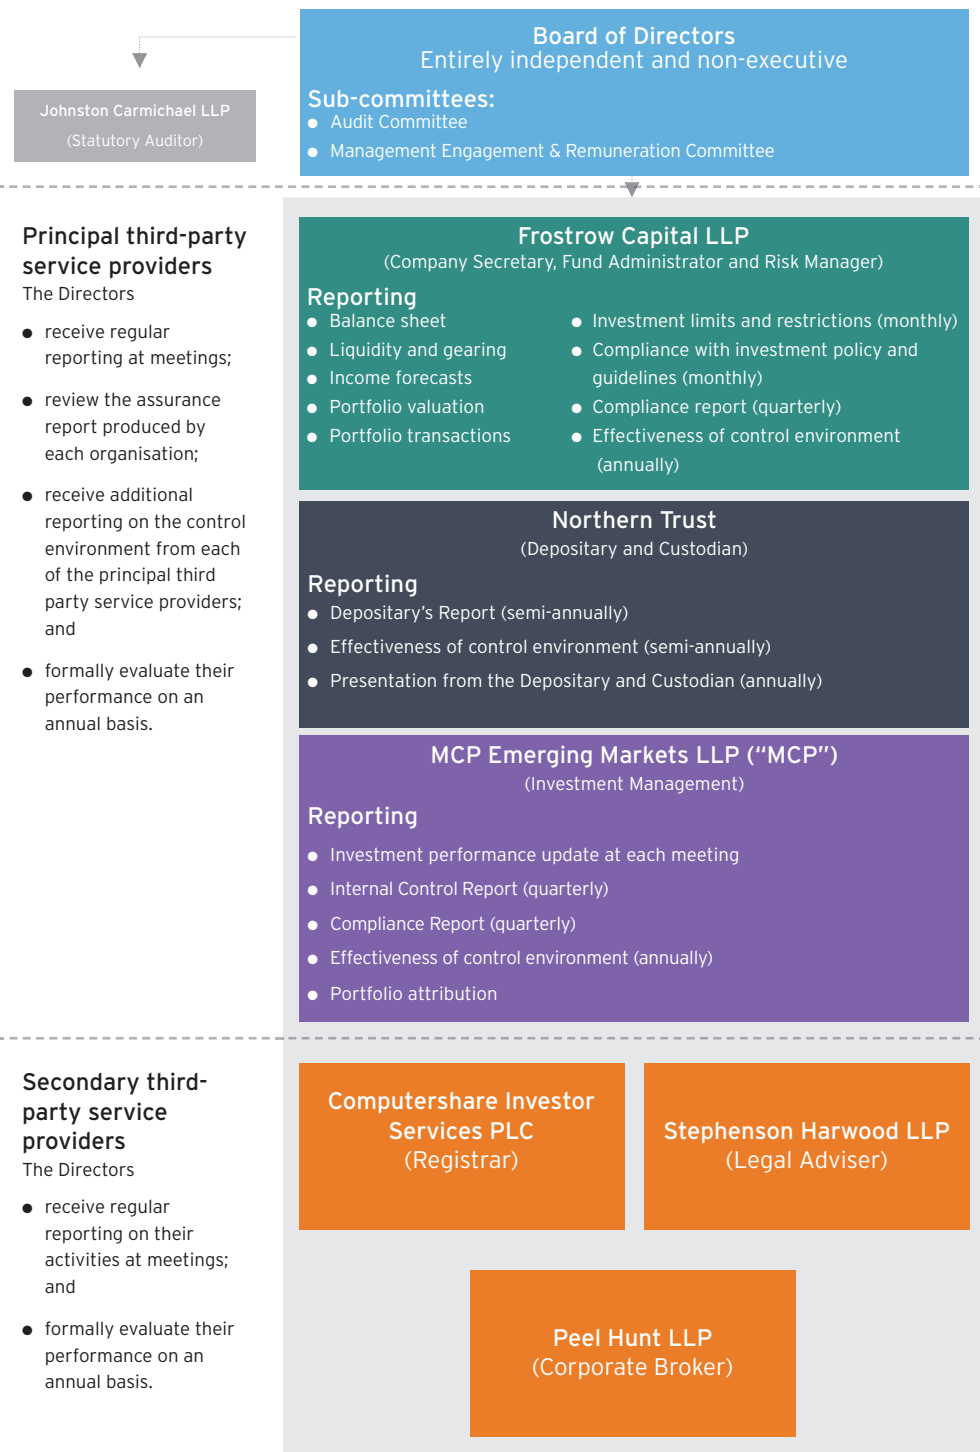 Board of Directors
Entirely independent and non-executive
Sub-committees:
● Audit Committee
● Management Engagement & Remuneration Committee
Johnston Carmichael LLP
(Statutory Auditor)
Principal third-party
service providers
The Directors
● receive regular
reporting at meetings;
● review the assurance
report produced by
each organisation;
● receive additional
reporting on the control
environment from each
of the principal third
party service providers;
and
● formally evaluate their
performance on an
annual basis.
Frostrow Capital LLP
(Company Secretary, Fund Administrator and Risk Manager)
Reporting
● Balance sheet
● Liquidity and gearing
● Income forecasts
● Portfolio valuation
● Portfolio transactions
● Investment limits and restrictions (monthly)
● Compliance with investment policy and
guidelines (monthly)
● Compliance report (quarterly)
● Effectiveness of control environment
(annually)
Northern Trust
(Depositary and Custodian)
Reporting
● Depositary’s Report (semi-annually)
● Effectiveness of control environment (semi-annually)
● Presentation from the Depositary and Custodian (annually)
MCP Emerging Markets LLP (“MCP”)
(Investment Management)
Reporting
● Investment performance update at each meeting
● Internal Control Report (quarterly)
● Compliance Report (quarterly)
● Effectiveness of control environment (annually)
● Portfolio attribution
Secondary third-
party service
providers
The Directors
● receive regular
reporting on their
activities at meetings;
and
● formally evaluate their
performance on an
annual basis.
Computershare Investor
Services PLC
(Registrar)
Stephenson Harwood LLP
(Legal Adviser)
Peel Hunt LLP
(Corporate Broker)